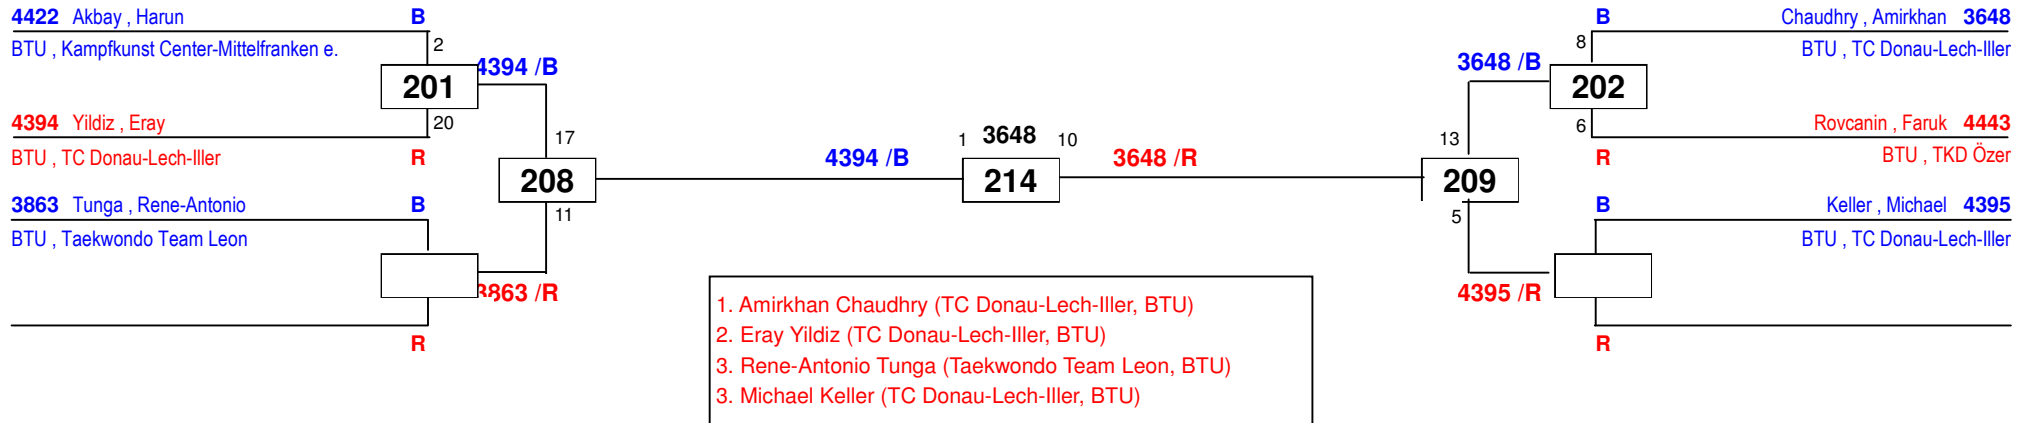 4422 Akbay , Harun B
BTU , Kampfkunst Center-Mittelfranken e.
2
4394 /B
201
4394 Yildiz , Eray
20
BTU , TC Donau-Lech-Iller R
17
208
11
3863 Tunga , Rene-Antonio B
BTU , Taekwondo Team Leon
3863 /R
R
4394 /B
1 3648 10
214
3648 /R
B Chaudhry , Amirkhan 3648
8
BTU , TC Donau-Lech-Iller
3648 /B
202
6
Rovcanin , Faruk 4443
R BTU , TKD Özer
13
209
5
B Keller , Michael 4395
BTU , TC Donau-Lech-Iller
4395 /R
R
1. Amirkhan Chaudhry (TC Donau-Lech-Iller, BTU)
2. Eray Yildiz (TC Donau-Lech-Iller, BTU)
3. Rene-Antonio Tunga (Taekwondo Team Leon, BTU)
3. Michael Keller (TC Donau-Lech-Iller, BTU)